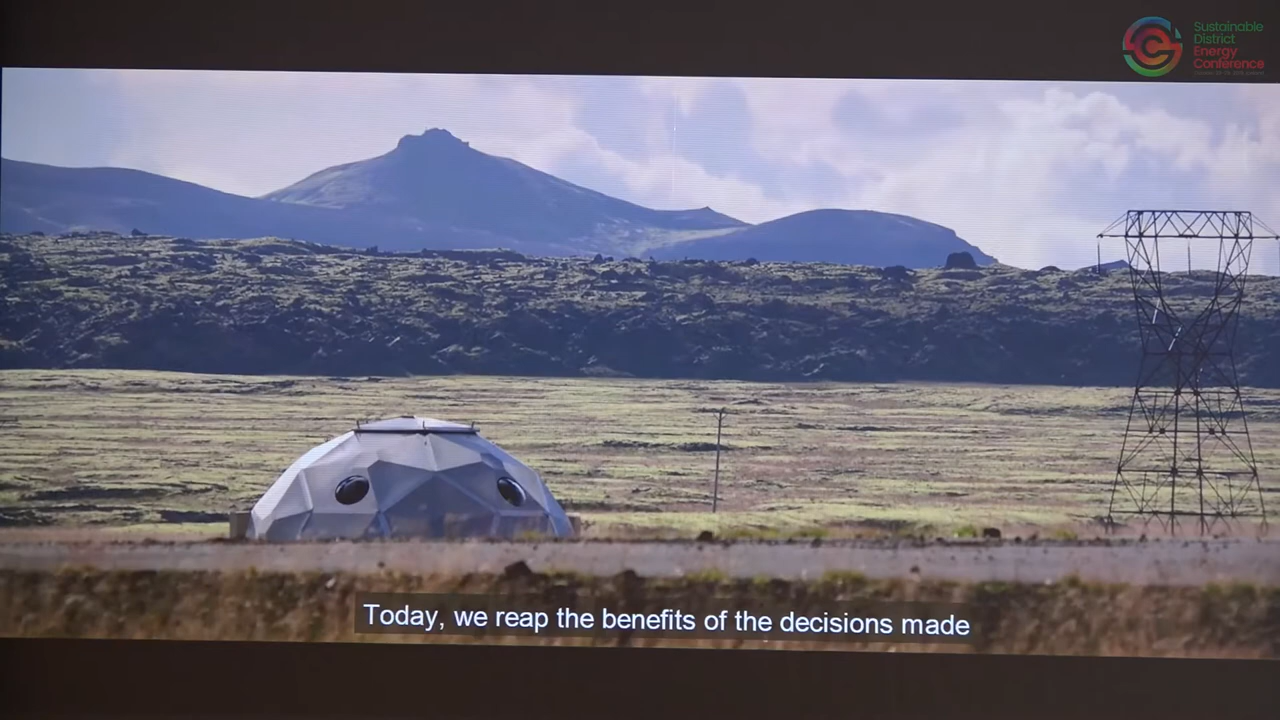 Sustainable
District
Energy
Conference
Today, we reap the benefits of the decisions made